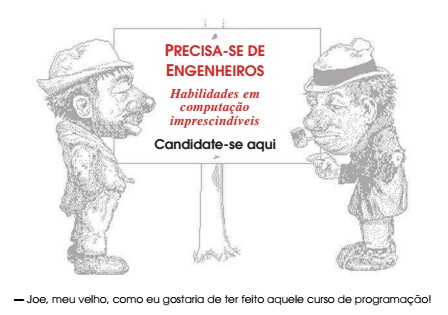 PRECISA-SE DE
ENGENHEIROS
Habilidades em
computação
imprescindíveis
Candidate-se aqui
— Joe, meu velho, como eu gostaria de ter feito aquele curso de programação!